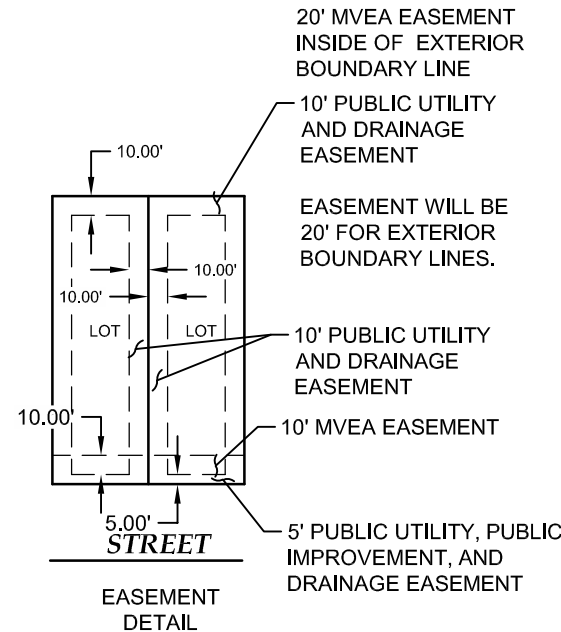 20' MVEA EASEMENT
INSIDE OF EXTERIOR
BOUNDARY LINE
10' PUBLIC UTILITY
AND DRAINAGE
EASEMENT
10.00'
EASEMENT WILL BE
20' FOR EXTERIOR
BOUNDARY LINES.
10.00'
10.00'
LOT
LOT
10' PUBLIC UTILITY
AND DRAINAGE
EASEMENT
10.00'
10' MVEA EASEMENT
5.00'
STREET
5' PUBLIC UTILITY, PUBLIC
IMPROVEMENT, AND
DRAINAGE EASEMENT
EASEMENT
DETAIL